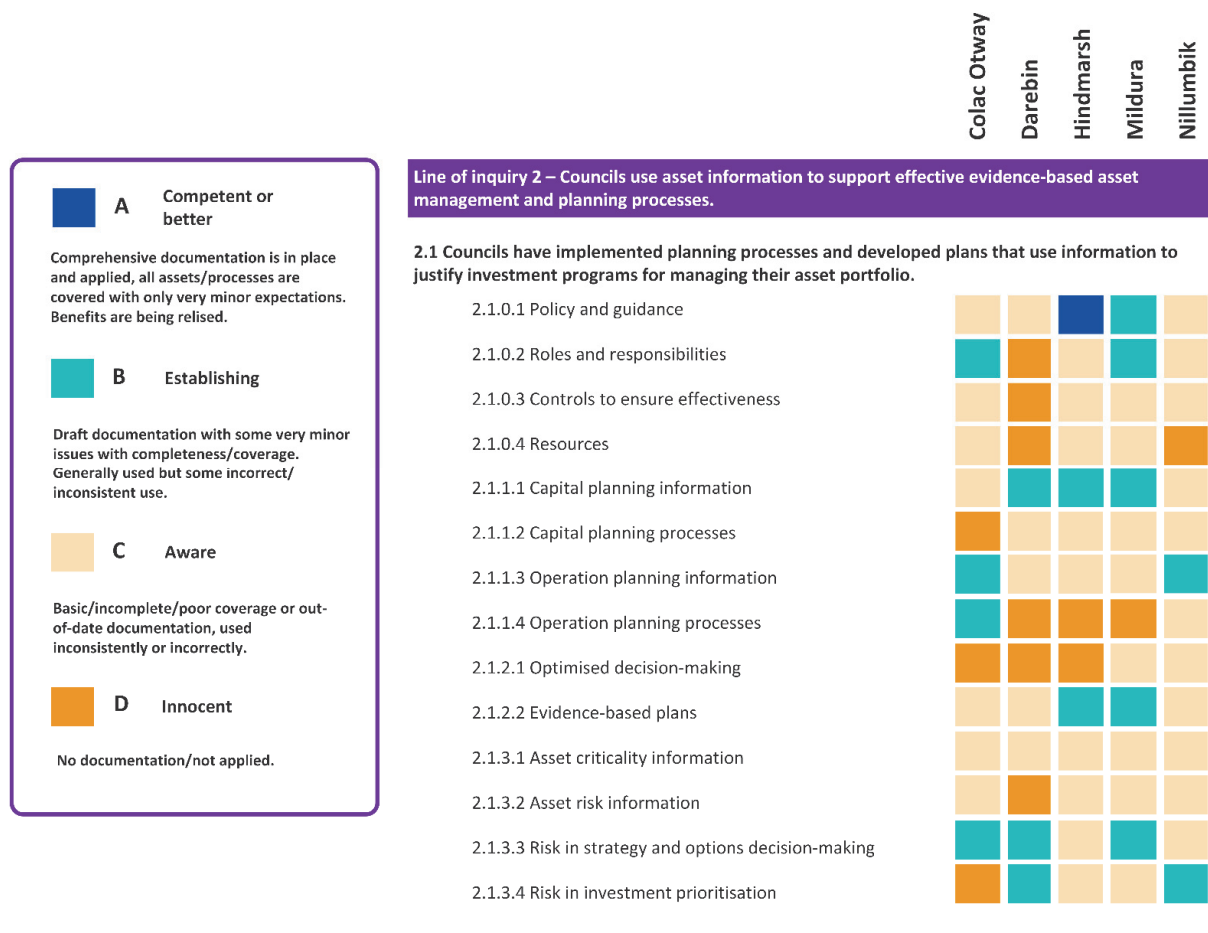 Colac Otway
Darebin
Hindmarsh
Mildura
Nillumbik
A Competent or
better
Comprehensive documentation is in place
and applied, all assets/processes are
covered with only very minor expectations.
Benefits are being relised.
B Establishing
Draft documentation with some very minor
issues with completeness/coverage.
Generally used but some incorrect/
inconsistent use.
C Aware
Basic/incomplete/poor coverage or out-
of-date documentation, used
inconsistently or incorrectly.
D Innocent
No documentation/not applied.
Line of inquiry 2 – Councils use asset information to support effective evidence-based asset
management and planning processes.
2.1 Councils have implemented planning processes and developed plans that use information to
justify investment programs for managing their asset portfolio.
2.1.0.1 Policy and guidance
2.1.0.2 Roles and responsibilities
2.1.0.3 Controls to ensure effectiveness
2.1.0.4 Resources
2.1.1.1 Capital planning information
2.1.1.2 Capital planning processes
2.1.1.3 Operation planning information
2.1.1.4 Operation planning processes
2.1.2.1 Optimised decision-making
2.1.2.2 Evidence-based plans
2.1.3.1 Asset criticality information
2.1.3.2 Asset risk information
2.1.3.3 Risk in strategy and options decision-making
2.1.3.4 Risk in investment prioritisation